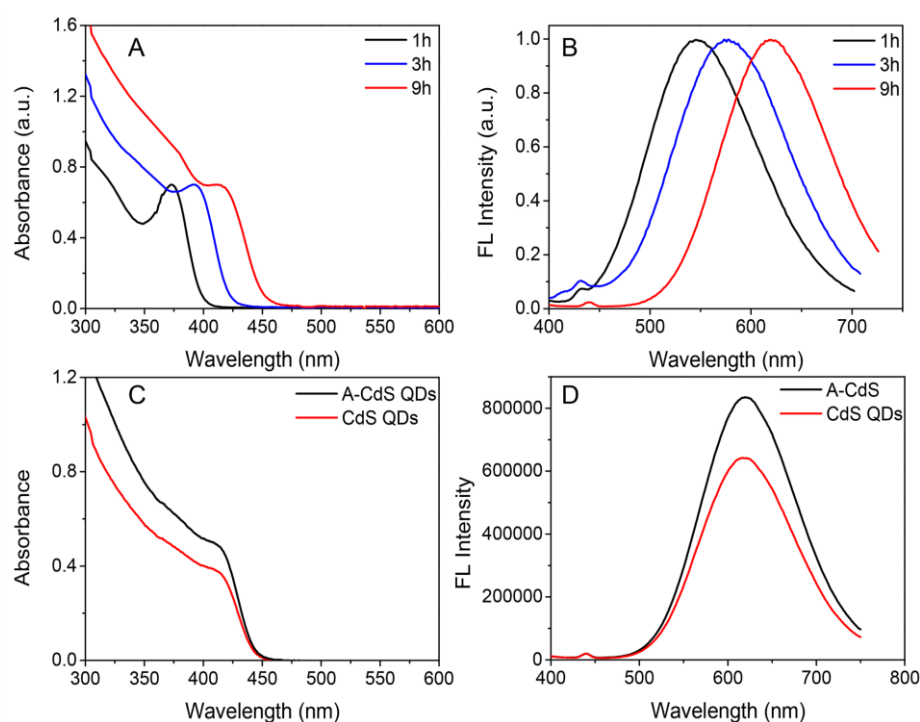 A
1h
3h
9h
Absorbance (a.u.)
1.6
1.2
0.8
0.4
0.0
300 350 400 450 500 550 600
Wavelength (nm)
B
1h
3h
9h
FL Intensity (a.u.)
1.0
0.8
0.6
0.4
0.2
0.0
400 500 600 700
Wavelength (nm)
C
A-CdS QDs
CdS QDs
Absorbance
1.2
0.8
0.4
0.0
300 350 400 450 500 550 600
Wavelength (nm)
D
A-CdS
CdS QDs
FL Intensity
800000
600000
400000
200000
0
400 500 600 700 800
Wavelength (nm)